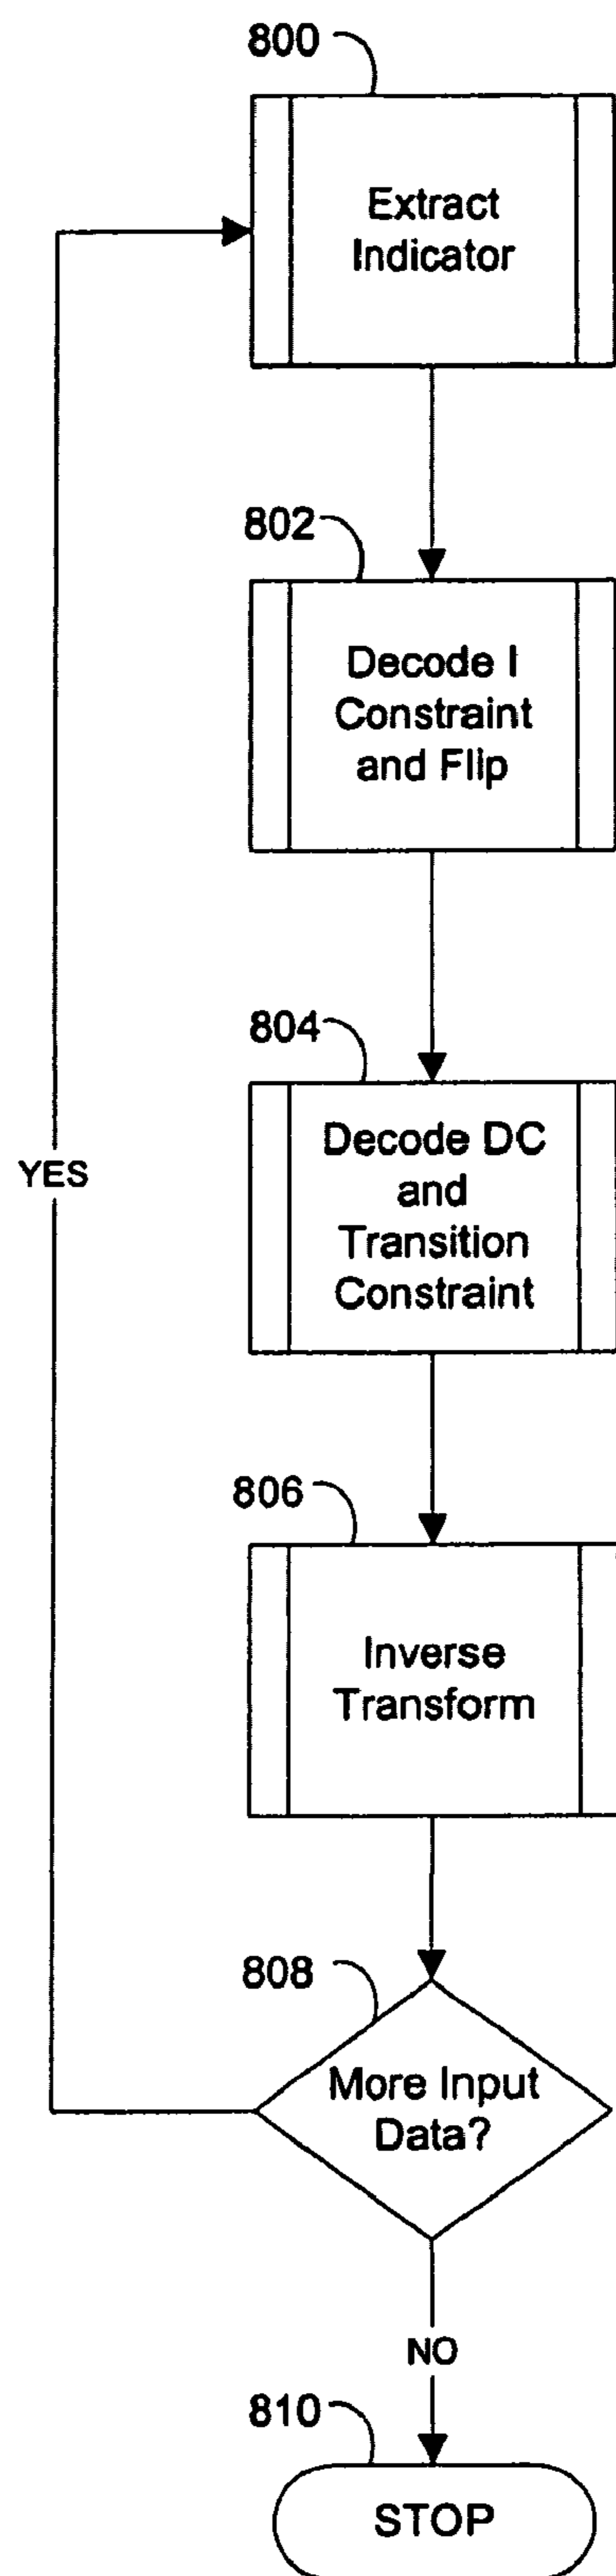 800
Extract
Indicator
802
Decode I
Constraint
and Flip
804
Decode DC
and
Transition
Constraint
YES
806
Inverse
Transform
808
More Input
Data?
NO
810
STOP